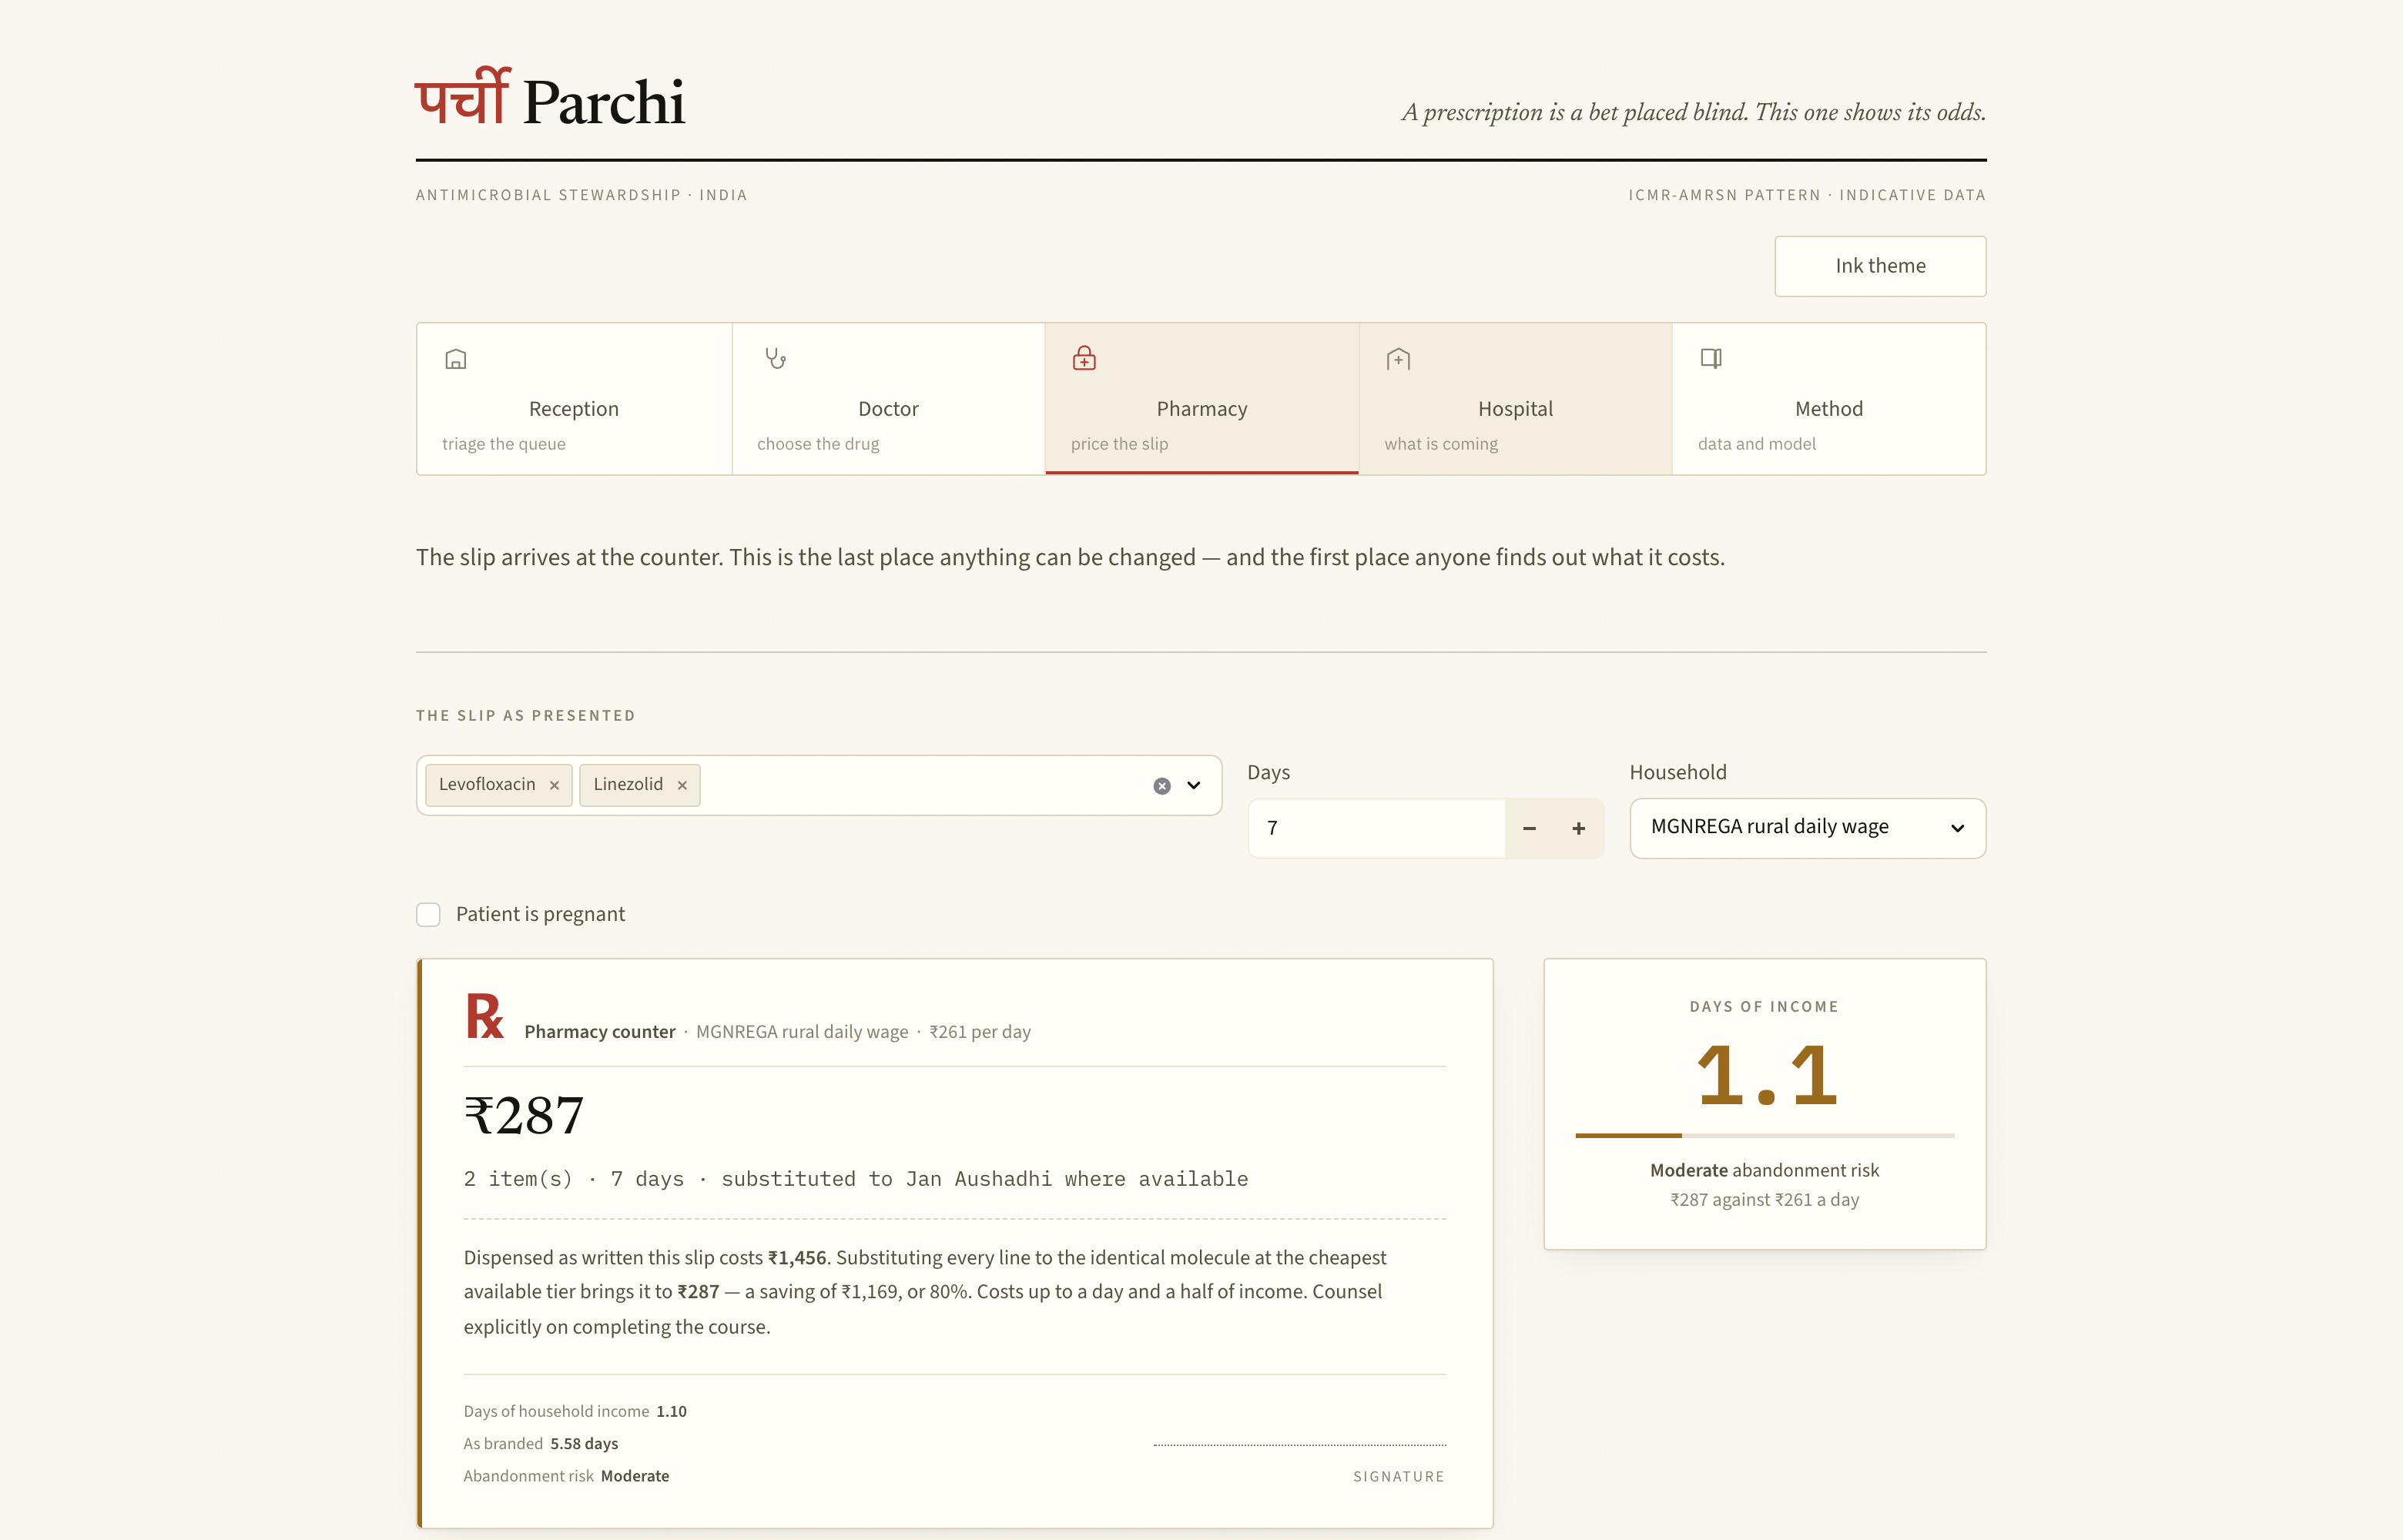 पर्ची Parchi
A prescription is a bet placed blind. This one shows its odds.
ANTIMICROBIAL STEWARDSHIP · INDIA
ICMR-AMRSN PATTERN · INDICATIVE DATA
Ink theme
Reception
triage the queue
Doctor
choose the drug
Pharmacy
price the slip
Hospital
what is coming
Method
data and model
The slip arrives at the counter. This is the last place anything can be changed — and the first place anyone finds out what it costs.
THE SLIP AS PRESENTED
Levofloxacin
Linezolid
Days
7
Household
MGNREGA rural daily wage
Patient is pregnant
℞ Pharmacy counter · MGNREGA rural daily wage · ₹261 per day
₹287
2 item(s) · 7 days · substituted to Jan Aushadhi where available
Dispensed as written this slip costs ₹1,456. Substituting every line to the identical molecule at the cheapest
available tier brings it to ₹287 — a saving of ₹1,169, or 80%. Costs up to a day and a half of income. Counsel
explicitly on completing the course.
Days of household income 1.10
As branded 5.58 days
Abandonment risk Moderate
SIGNATURE
DAYS OF INCOME
1.1
Moderate abandonment risk
₹287 against ₹261 a day